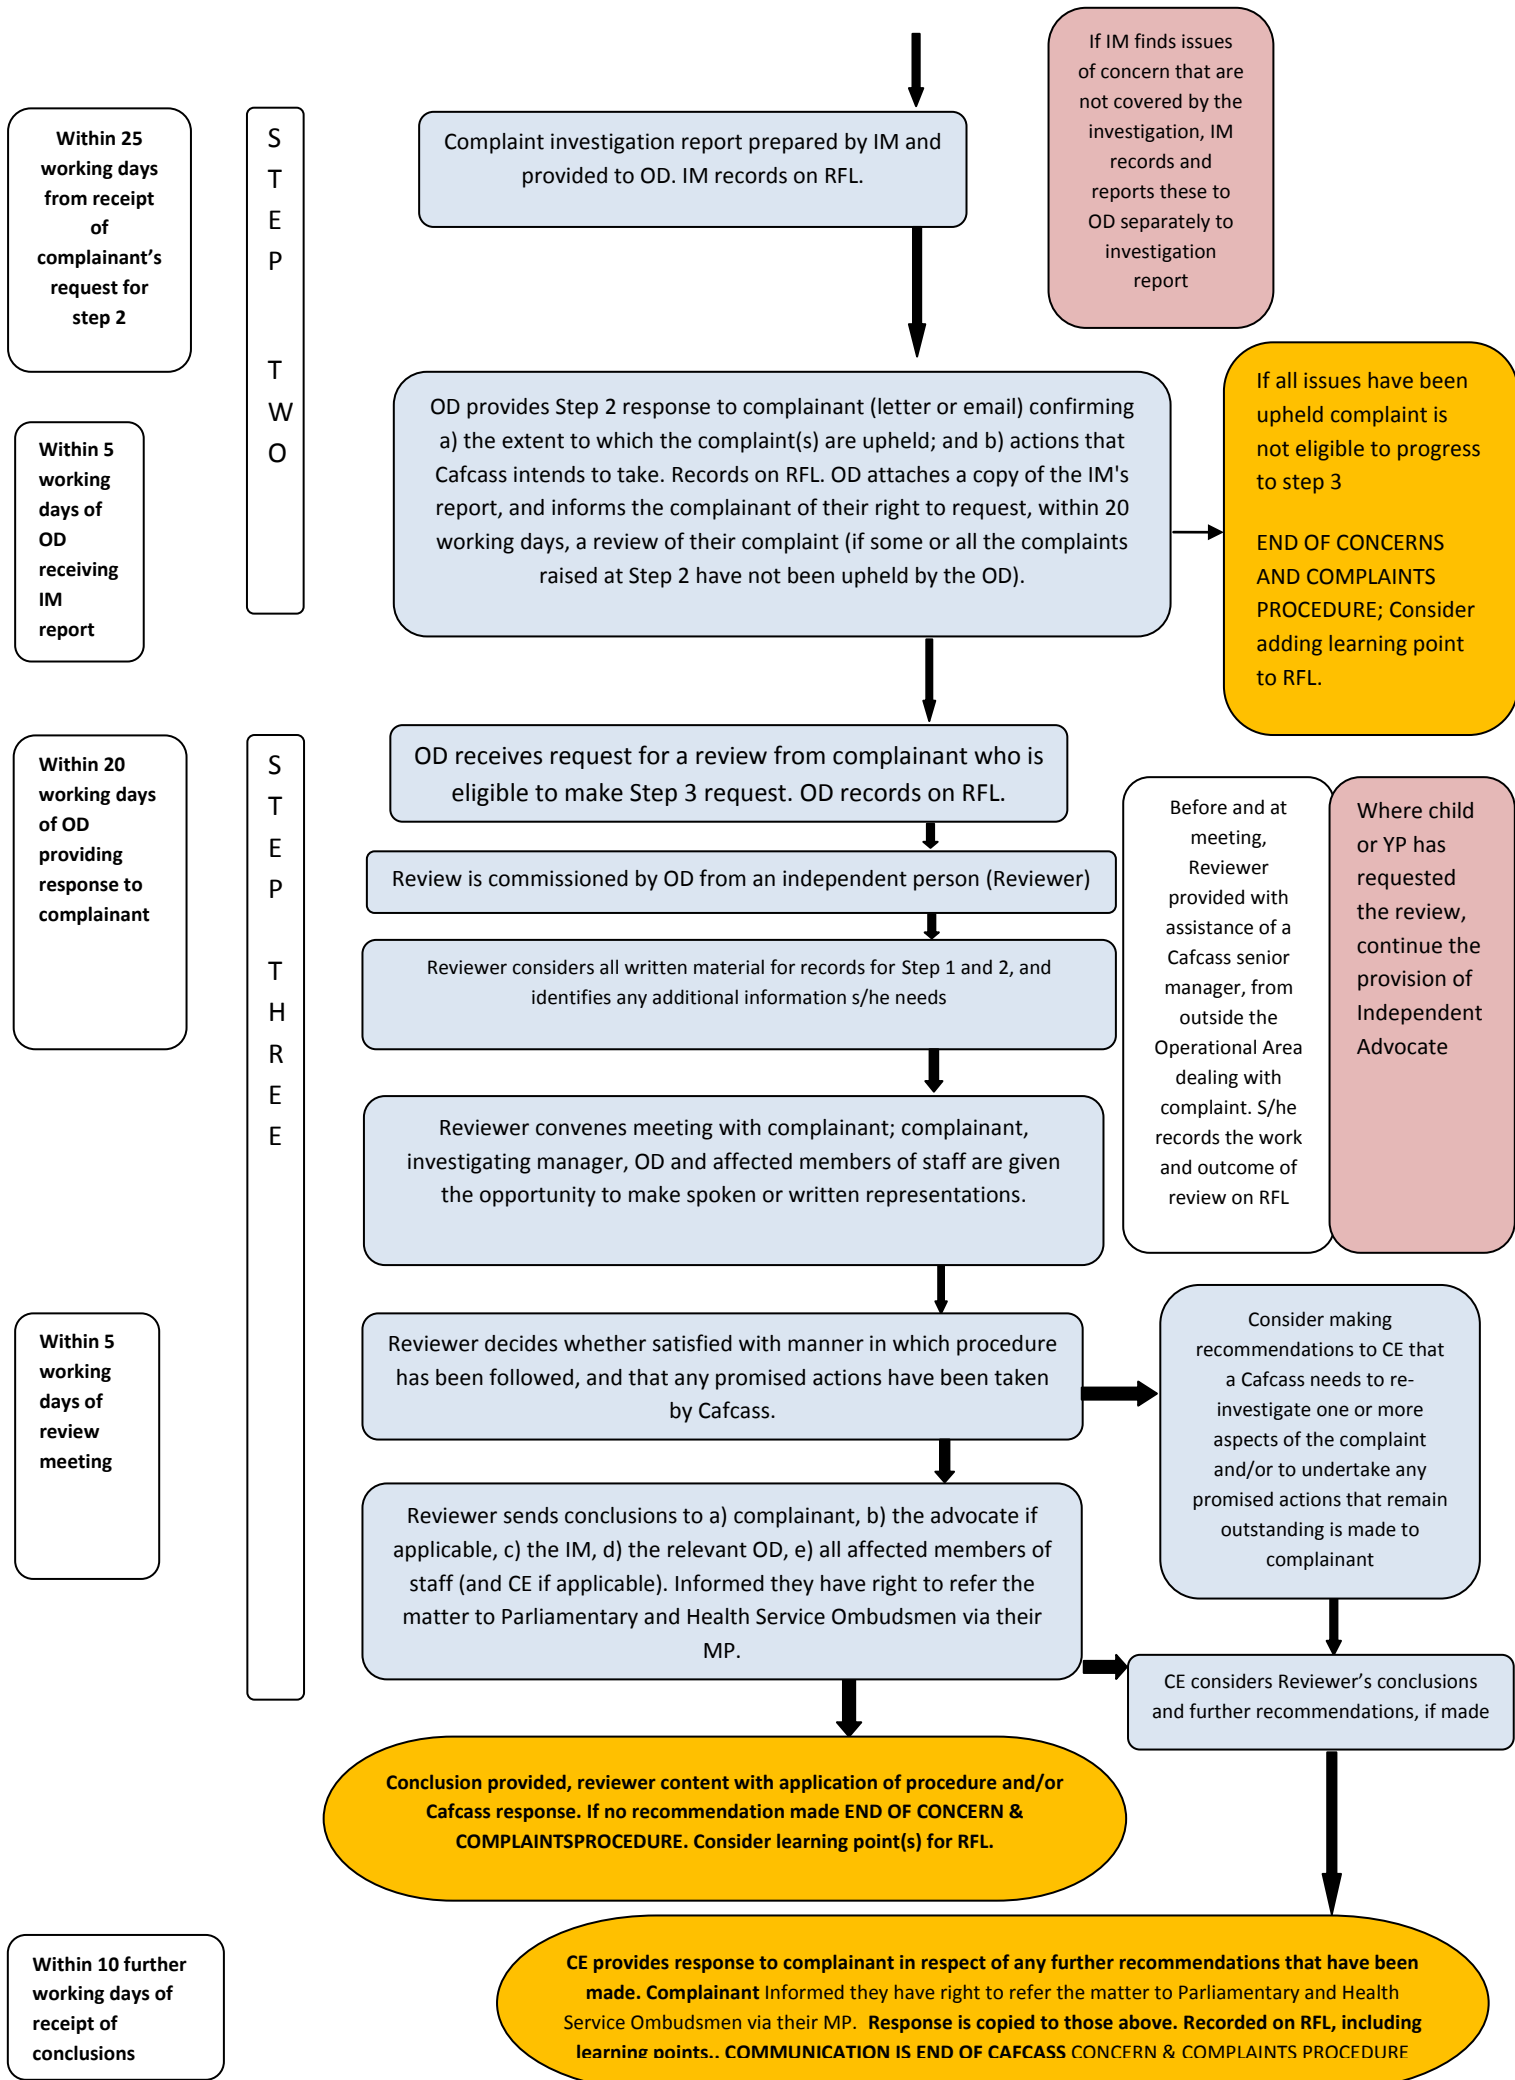 If IM finds issues
of concern that are
not covered by the
investigation, IM
records and
reports these to
OD separately to
investigation
report
Within 25
working days
from receipt
of
complainant's
request for
step 2
S
T
E
P
T
W
O
Complaint investigation report prepared by IM and
provided to OD. IM records on RFL.
Within 5
working
days of
OD
receiving
IM
report
OD provides Step 2 response to complainant (letter or email) confirming
a) the extent to which the complaint(s) are upheld; and b) actions that
Cafcass intends to take. Records on RFL. OD attaches a copy of the IM's
report, and informs the complainant of their right to request, within 20
working days, a review of their complaint (if some or all the complaints
raised at Step 2 have not been upheld by the OD).
If all issues have been
upheld complaint is
not eligible to progress
to step 3
END OF CONCERNS
AND COMPLAINTS
PROCEDURE; Consider
adding learning point
to RFL.
Within 20
working days
of OD
providing
response to
complainant
S
T
E
P
T
H
R
E
E
OD receives request for a review from complainant who is
eligible to make Step 3 request. OD records on RFL.
Review is commissioned by OD from an independent person (Reviewer)
Reviewer considers all written material for records for Step 1 and 2, and
identifies any additional information s/he needs
Reviewer convenes meeting with complainant; complainant,
investigating manager, OD and affected members of staff are given
the opportunity to make spoken or written representations.
Before and at
meeting,
Reviewer
provided with
assistance of a
Cafcass senior
manager, from
outside the
Operational Area
dealing with
complaint. S/he
records the work
and outcome of
review on RFL
Where child
or YP has
requested
the review,
continue the
provision of
Independent
Advocate
Within 5
working
days of
review
meeting
Reviewer decides whether satisfied with manner in which procedure
has been followed, and that any promised actions have been taken
by Cafcass.
Consider making
recommendations to CE that
a Cafcass needs to re-
investigate one or more
aspects of the complaint
and/or to undertake any
promised actions that remain
outstanding is made to
complainant
Reviewer sends conclusions to a) complainant, b) the advocate if
applicable, c) the IM, d) the relevant OD, e) all affected members of
staff (and CE if applicable). Informed they have right to refer the
matter to Parliamentary and Health Service Ombudsmen via their
MP.
CE considers Reviewer's conclusions
and further recommendations, if made
Conclusion provided, reviewer content with application of procedure and/or
Cafcass response. If no recommendation made END OF CONCERN &
COMPLAINTSPROCEDURE. Consider learning point(s) for RFL.
Within 10 further
working days of
receipt of
conclusions
CE provides response to complainant in respect of any further recommendations that have been
made. Complainant Informed they have right to refer the matter to Parliamentary and Health
Service Ombudsmen via their MP. Response is copied to those above. Recorded on RFL, including
learning points.. COMMUNICATION IS END OF CAFCASS CONCERN & COMPLAINTS PROCEDURE